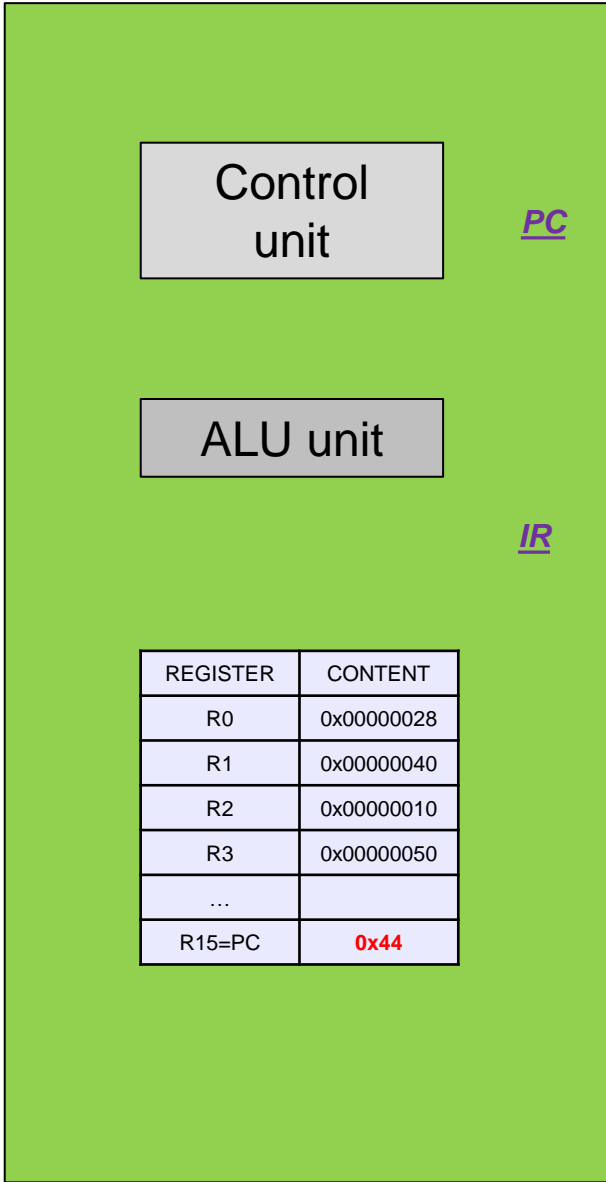 Control
unit
PC
ALU unit
IR
REGISTER CONTENT
R0 0x00000028
R1 0x00000040
R2 0x00000010
R3 0x00000050
…
R15=PC 0x44